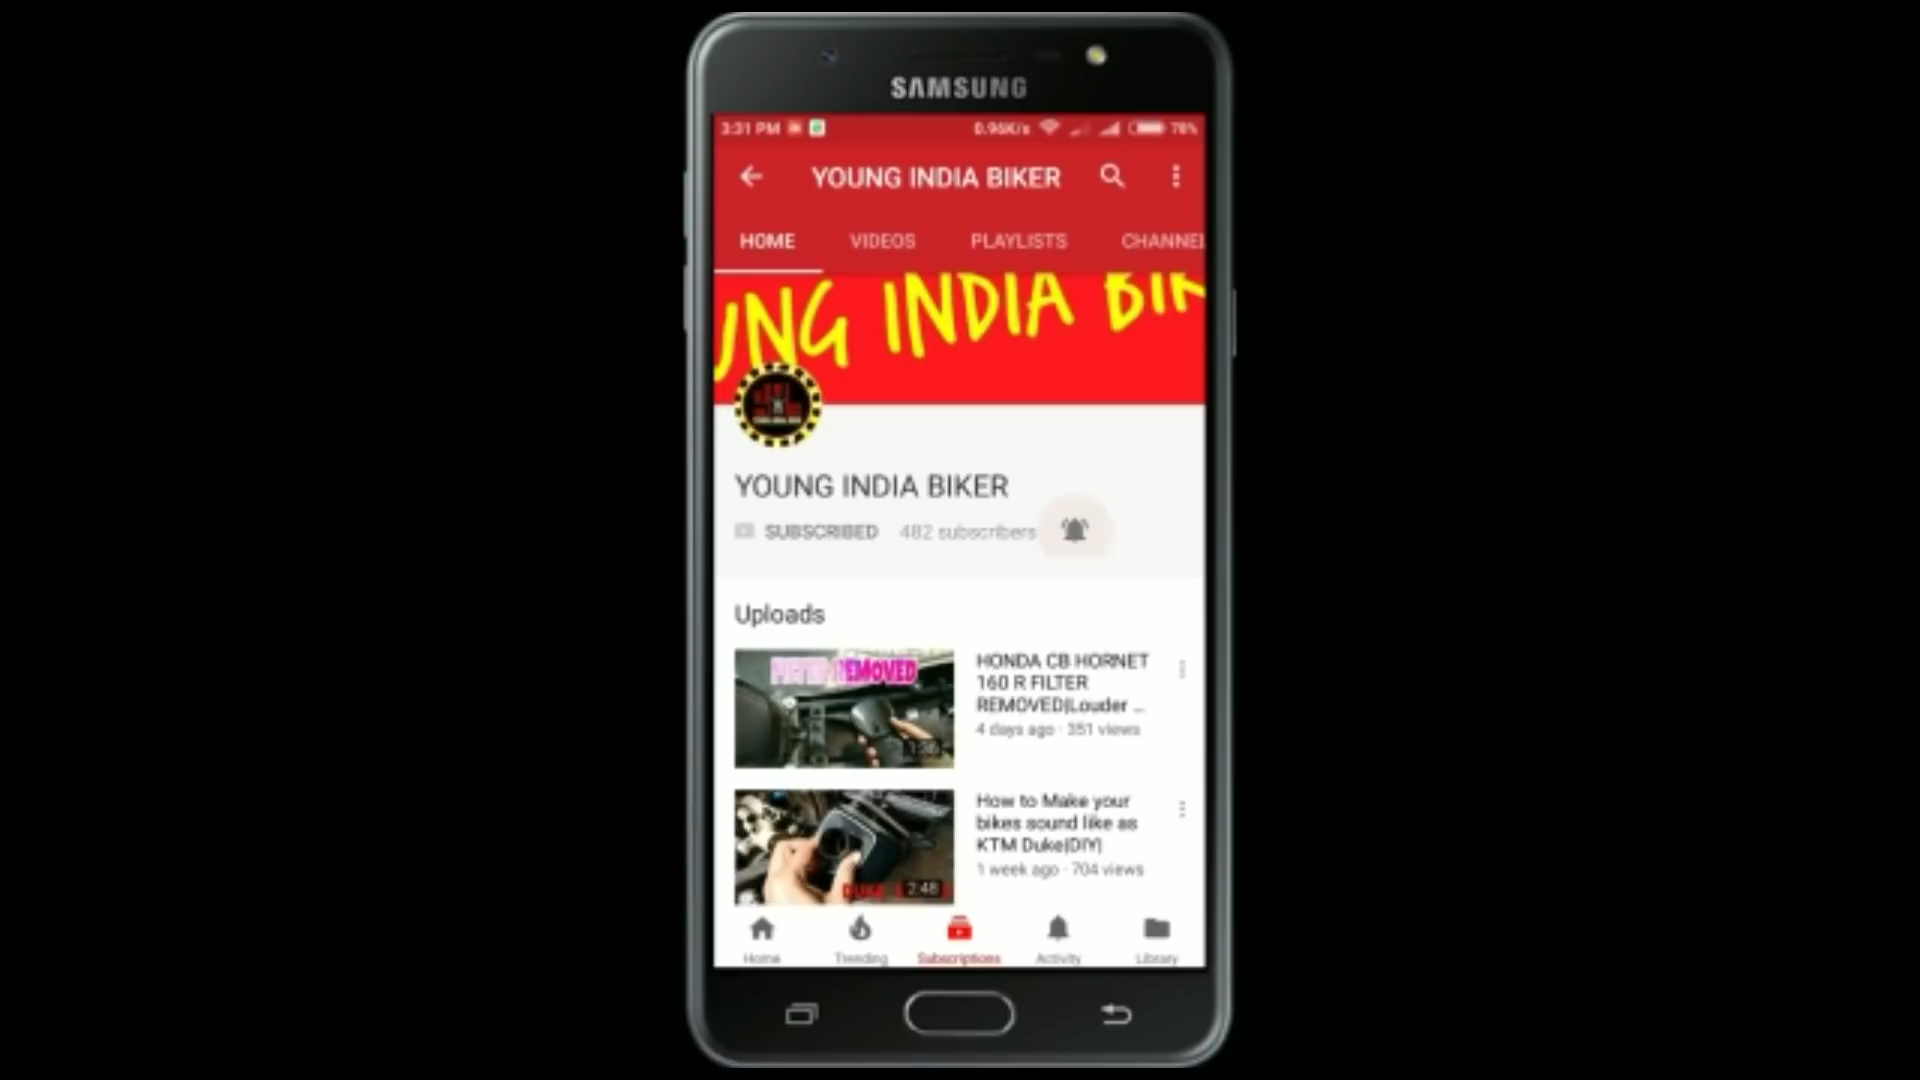 SAMSUNG
3:31 PM 0.96K/s 78%
YOUNG INDIA BIKER
HOME VIDEOS PLAYLISTS CHANNEL
UNG INDIA BIK
YOUNG INDIA BIKER
SUBSCRIBED 482 subscribers
Uploads
REMOVED
HONDA CB HORNET
160 R FILTER
REMOVED|Louder ...
4 days ago · 351 views
How to Make your
bikes sound like as
KTM Duke(DIY)
1 week ago · 704 views
DUKE 2:48
Home Trending Subscriptions Activity Library